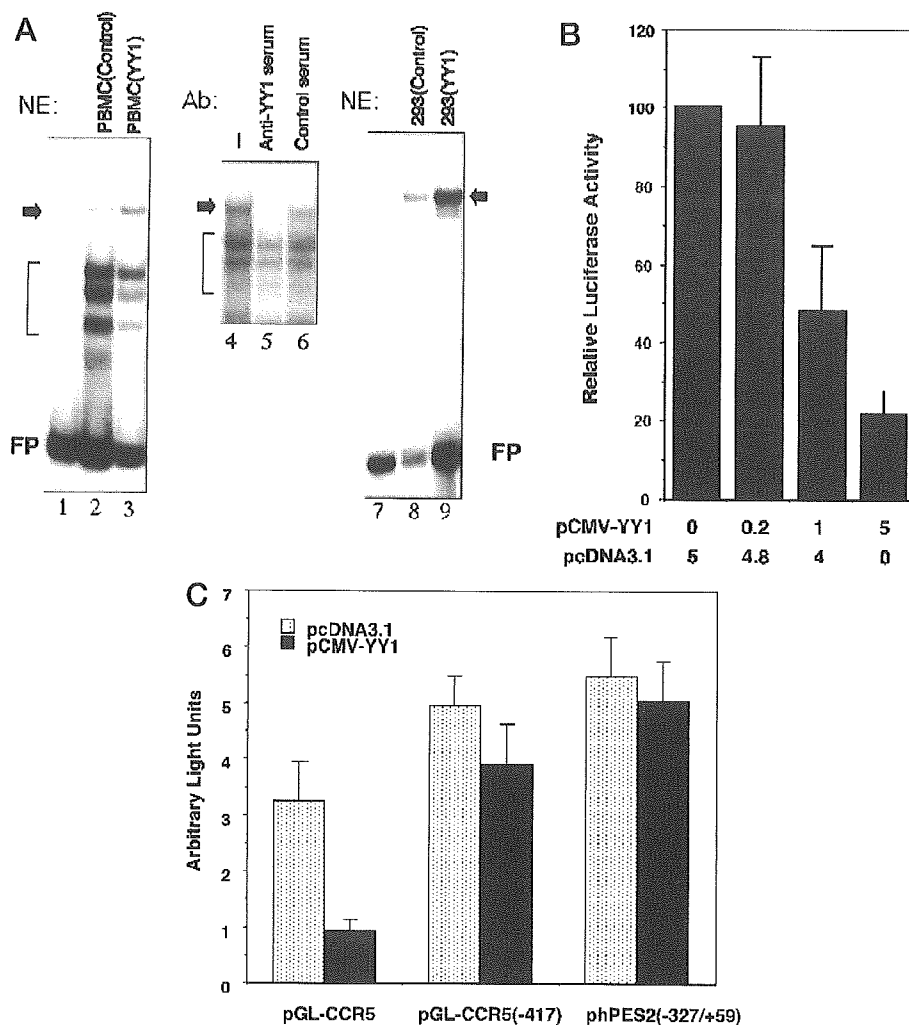 A
NE:
PBMC(Control)
PBMC(YY1)
Ab:
–
Anti-YY1 serum
Control serum
NE:
293(Control)
293(YY1)
FP
1 2 3
4 5 6
7 8 9
FP
B
Relative Luciferase Activity
120
100
80
60
40
20
0
pCMV-YY1 0 0.2 1 5
pcDNA3.1 5 4.8 4 0
C
Arbitrary Light Units
7
6
5
4
3
2
1
0
pcDNA3.1
pCMV-YY1
pGL-CCR5 pGL-CCR5(-417) phPES2(-327/+59)